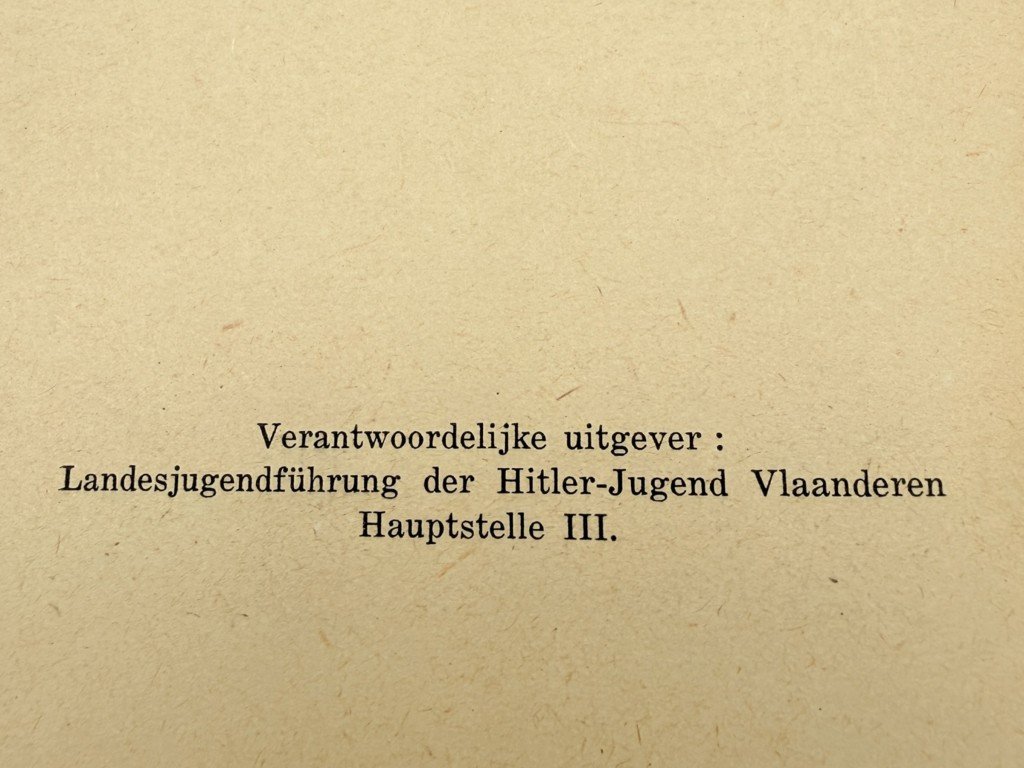 Verantwoordelijke uitgever :
Landesjugendführung der Hitler-Jugend Vlaanderen
Hauptstelle III.